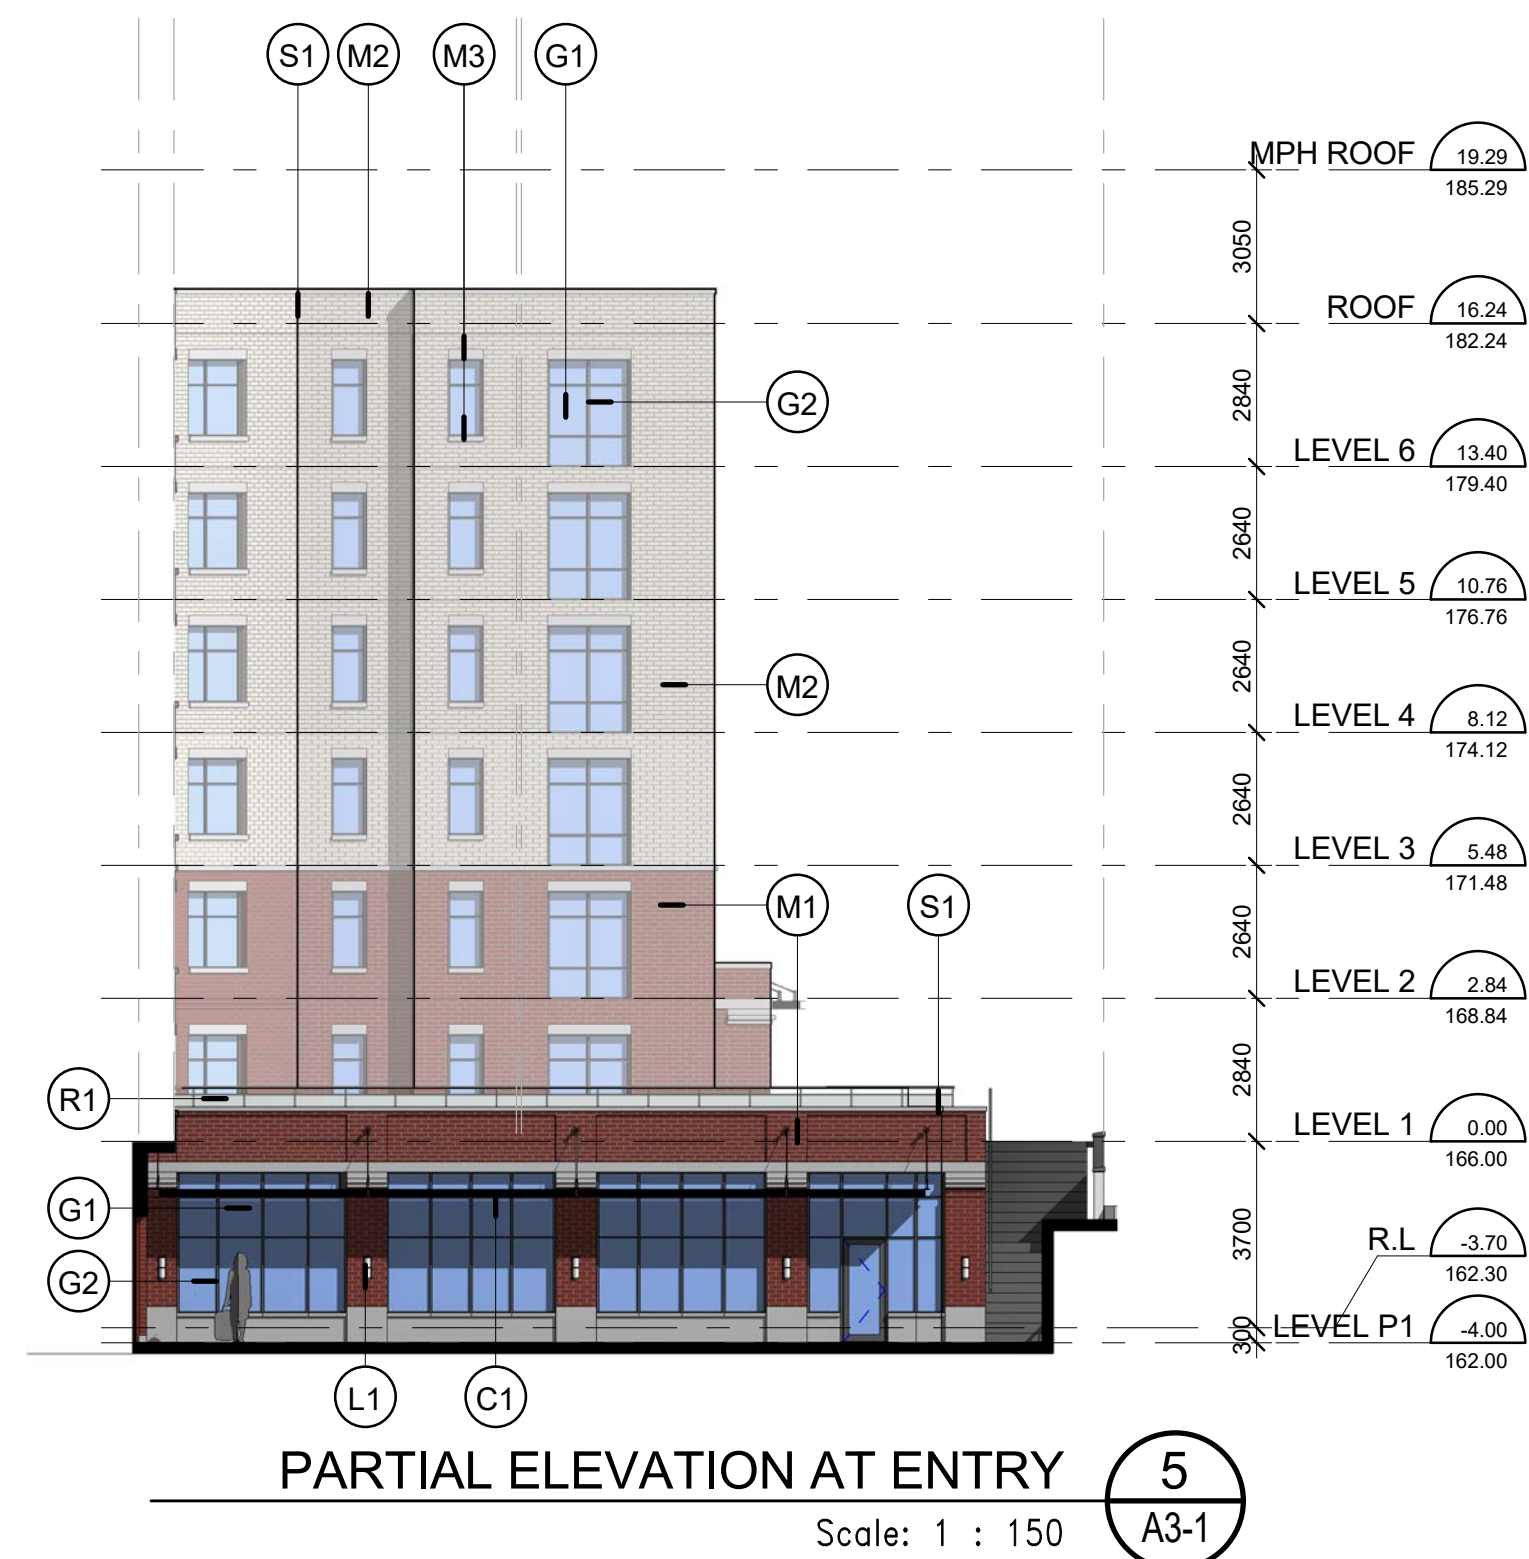 S1 M2 M3 G1
MPH ROOF 19.29
185.29
3050
ROOF 16.24
182.24
2840
G2
LEVEL 6 13.40
179.40
2640
LEVEL 5 10.76
176.76
2640
M2
LEVEL 4 8.12
174.12
2640
LEVEL 3 5.48
171.48
M1 S1
2640
LEVEL 2 2.84
168.84
2840
R1
LEVEL 1 0.00
166.00
G1
3700
R.L -3.70
162.30
G2
300
LEVEL P1 -4.00
162.00
L1 C1
PARTIAL ELEVATION AT ENTRY 5
Scale: 1 : 150 A3-1